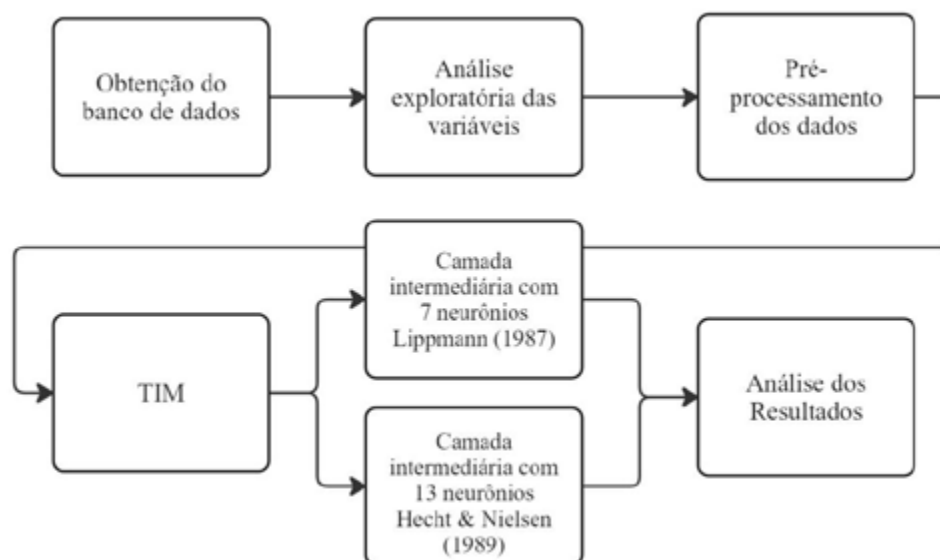 Obtenção do
banco de dados
Análise
exploratória das
variáveis
Pré-
processamento
dos dados
TIM
Camada
intermediária com
7 neurônios
Lippmann (1987)
Camada
intermediária com
13 neurônios
Hecht & Nielsen
(1989)
Análise dos
Resultados